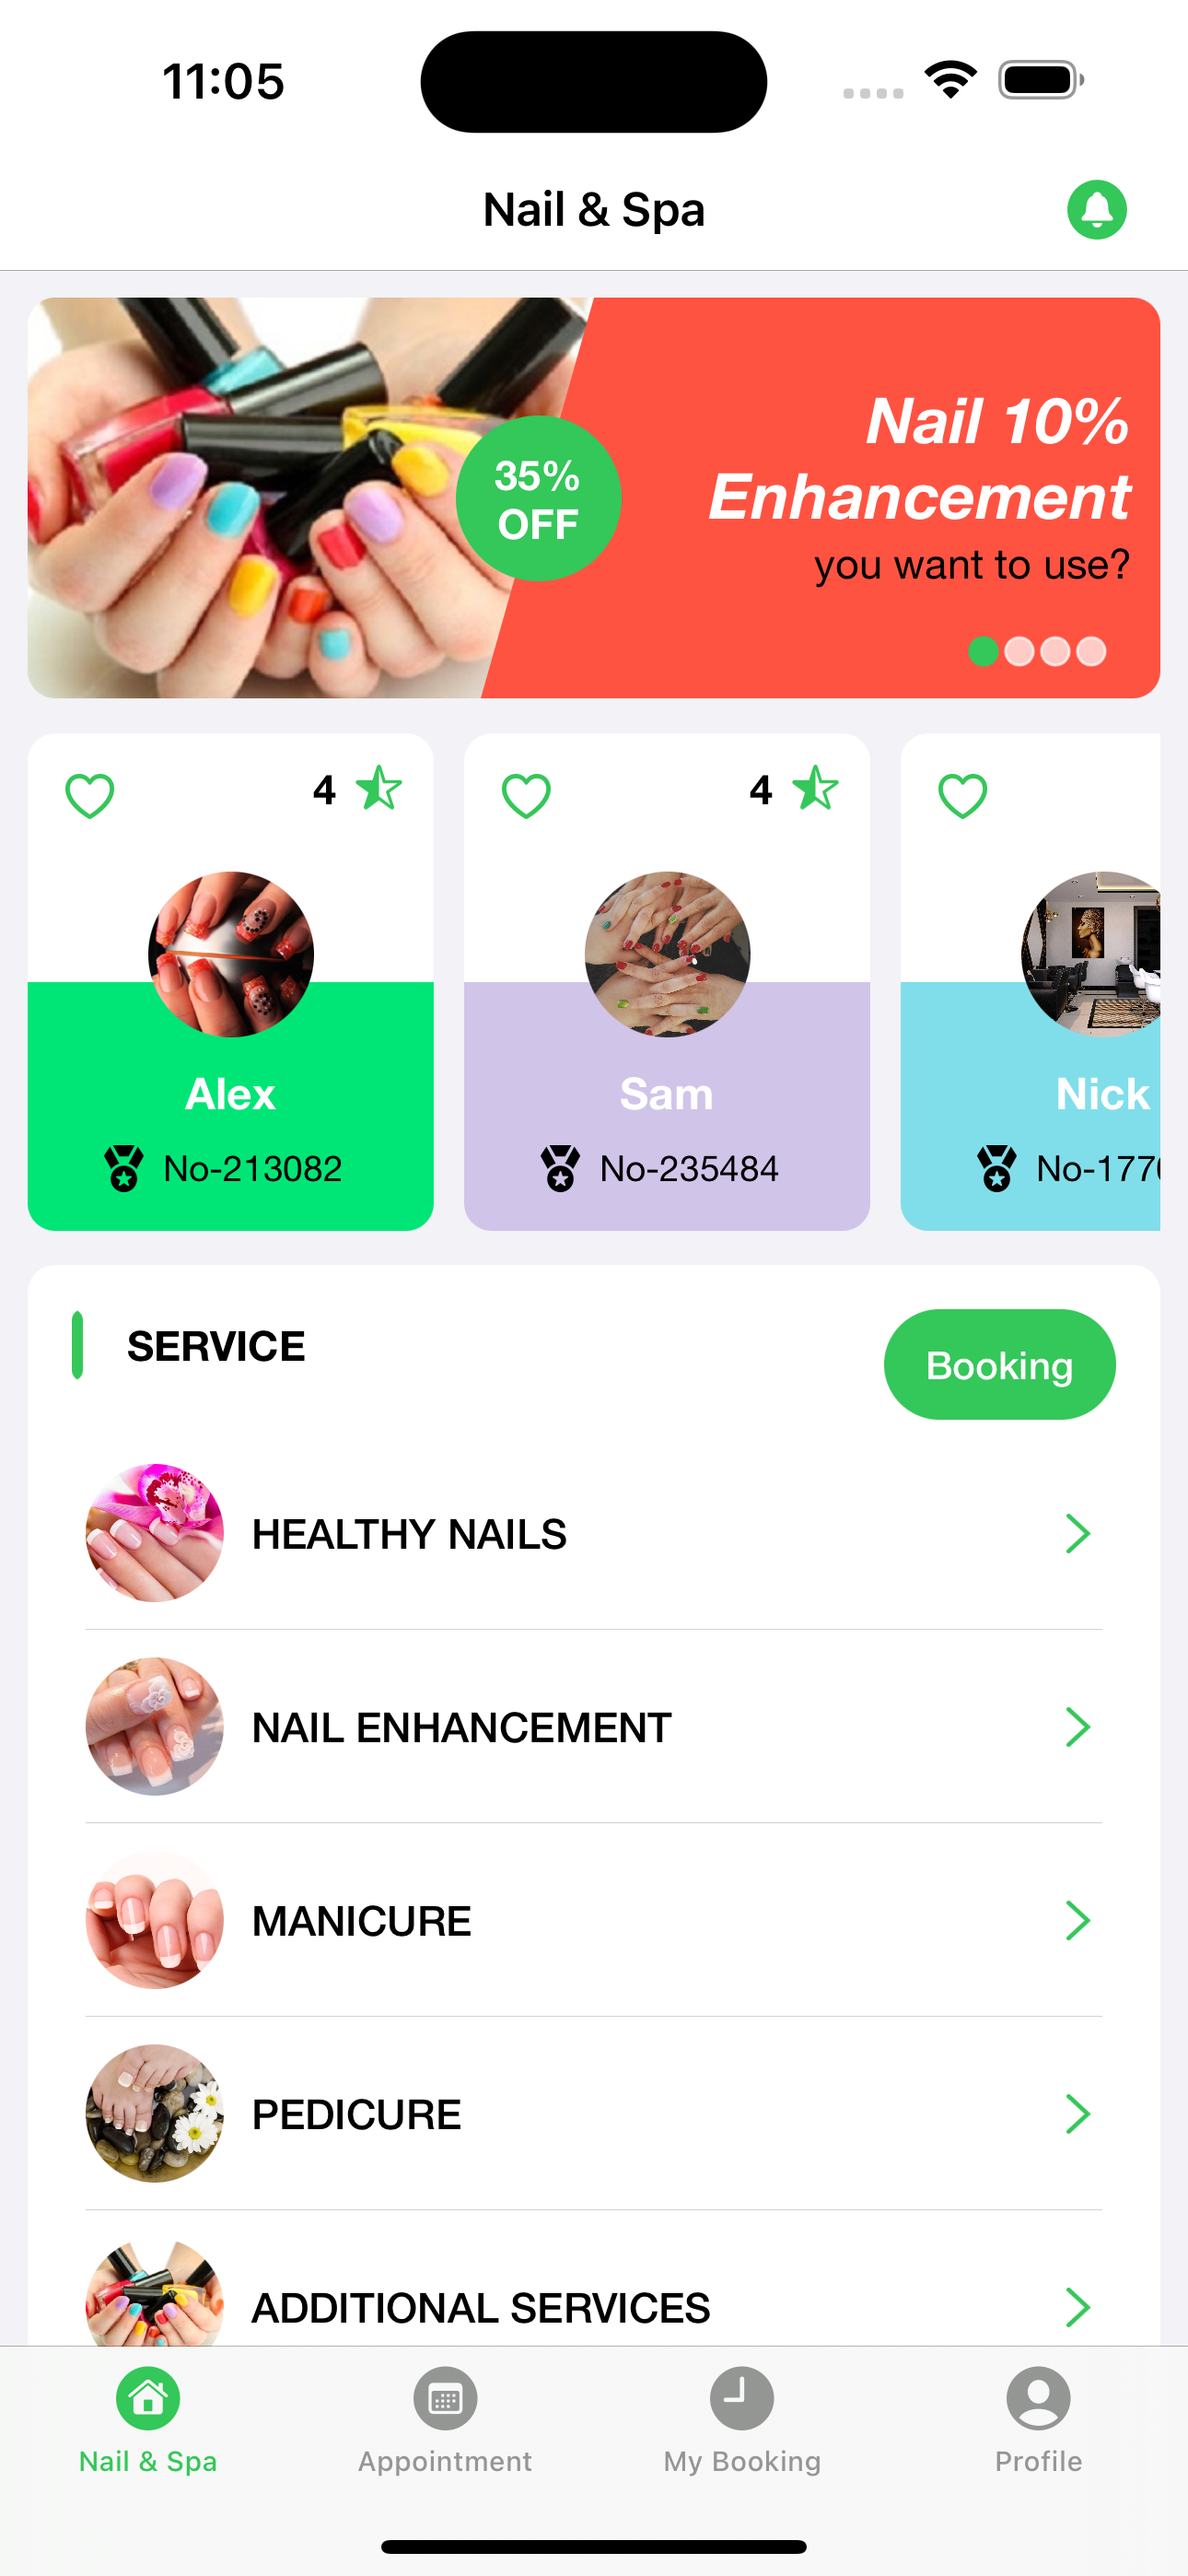 11:05
Nail & Spa
35%
OFF
Nail 10%
Enhancement
you want to use?
4
4
Alex
Sam
Nick
No-213082
No-235484
No-177
SERVICE
Booking
HEALTHY NAILS
NAIL ENHANCEMENT
MANICURE
PEDICURE
ADDITIONAL SERVICES
Nail & Spa
Appointment
My Booking
Profile